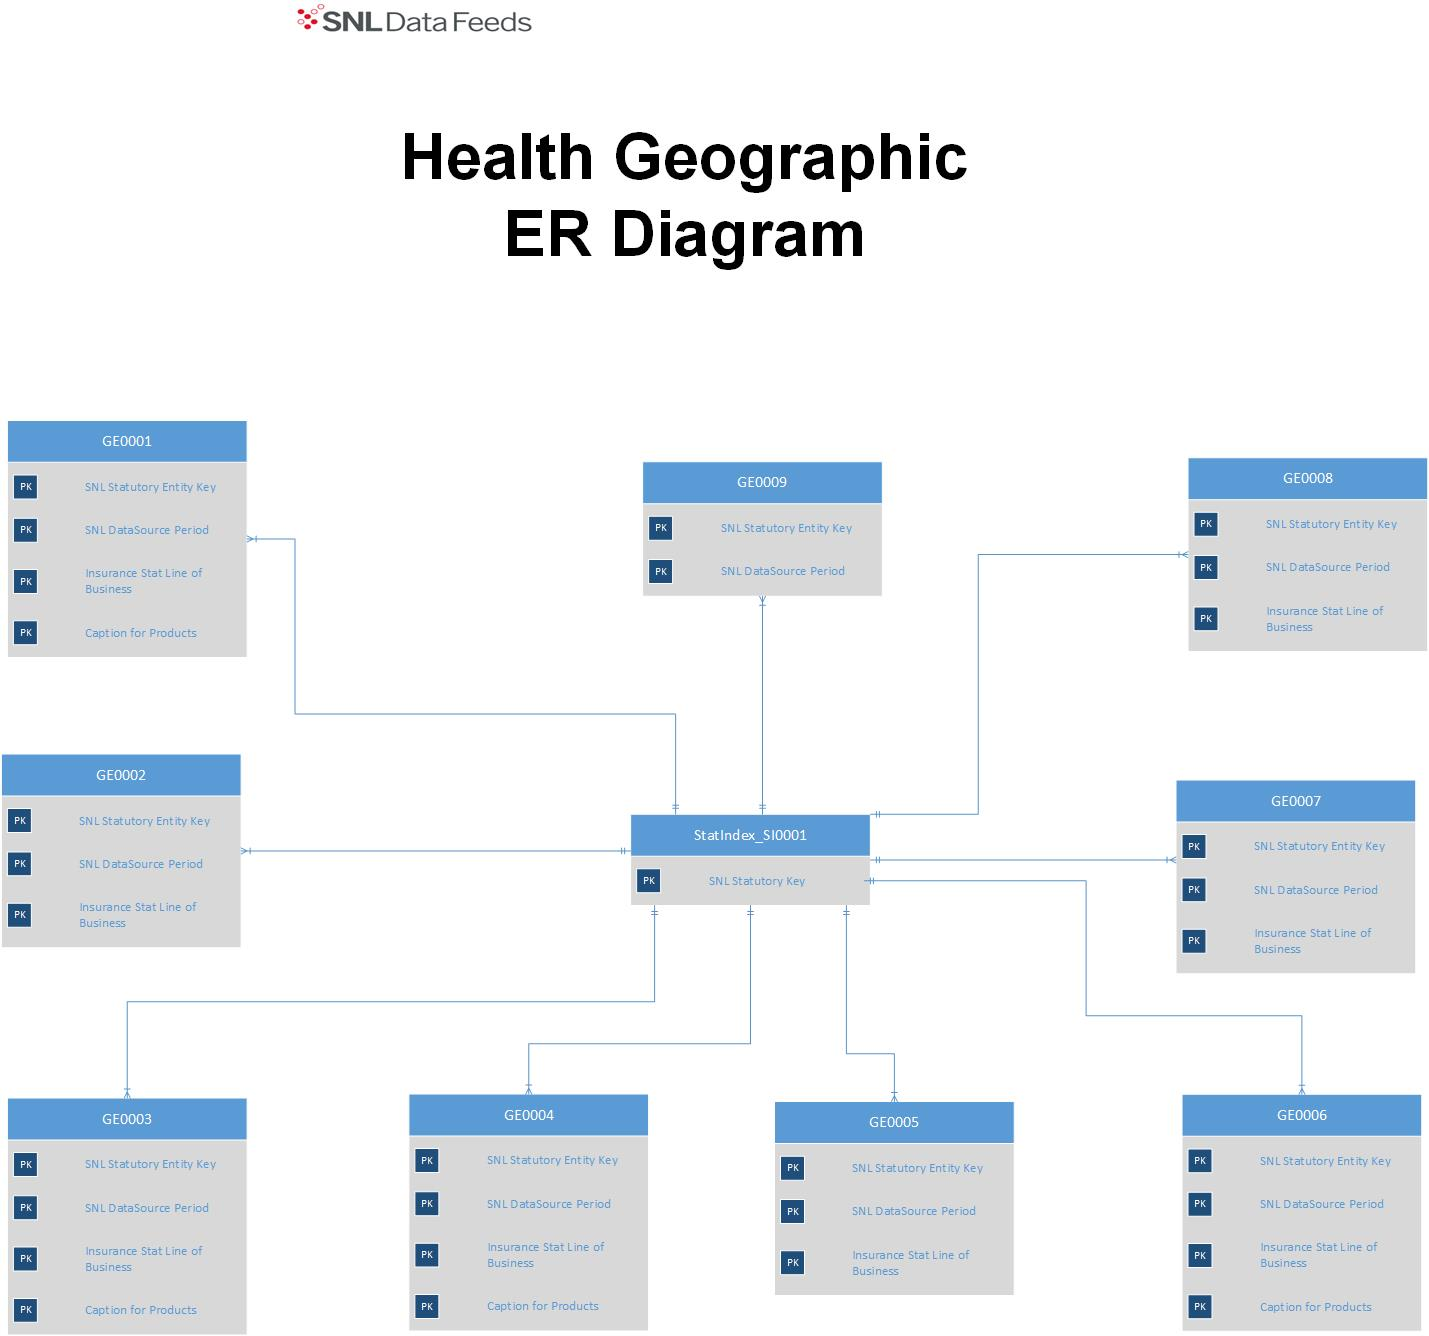 SNL Data Feeds
Health Geographic
ER Diagram
GE0001
PK SNL Statutory Entity Key
PK SNL DataSource Period
PK Insurance Stat Line of
Business
PK Caption for Products
GE0009
PK SNL Statutory Entity Key
PK SNL DataSource Period
GE0008
PK SNL Statutory Entity Key
PK SNL DataSource Period
PK Insurance Stat Line of
Business
GE0002
PK SNL Statutory Entity Key
PK SNL DataSource Period
PK Insurance Stat Line of
Business
StatIndex_SI0001
PK SNL Statutory Key
GE0007
PK SNL Statutory Entity Key
PK SNL DataSource Period
PK Insurance Stat Line of
Business
GE0003
PK SNL Statutory Entity Key
PK SNL DataSource Period
PK Insurance Stat Line of
Business
PK Caption for Products
GE0004
PK SNL Statutory Entity Key
PK SNL DataSource Period
PK Insurance Stat Line of
Business
PK Caption for Products
GE0005
PK SNL Statutory Entity Key
PK SNL DataSource Period
PK Insurance Stat Line of
Business
GE0006
PK SNL Statutory Entity Key
PK SNL DataSource Period
PK Insurance Stat Line of
Business
PK Caption for Products